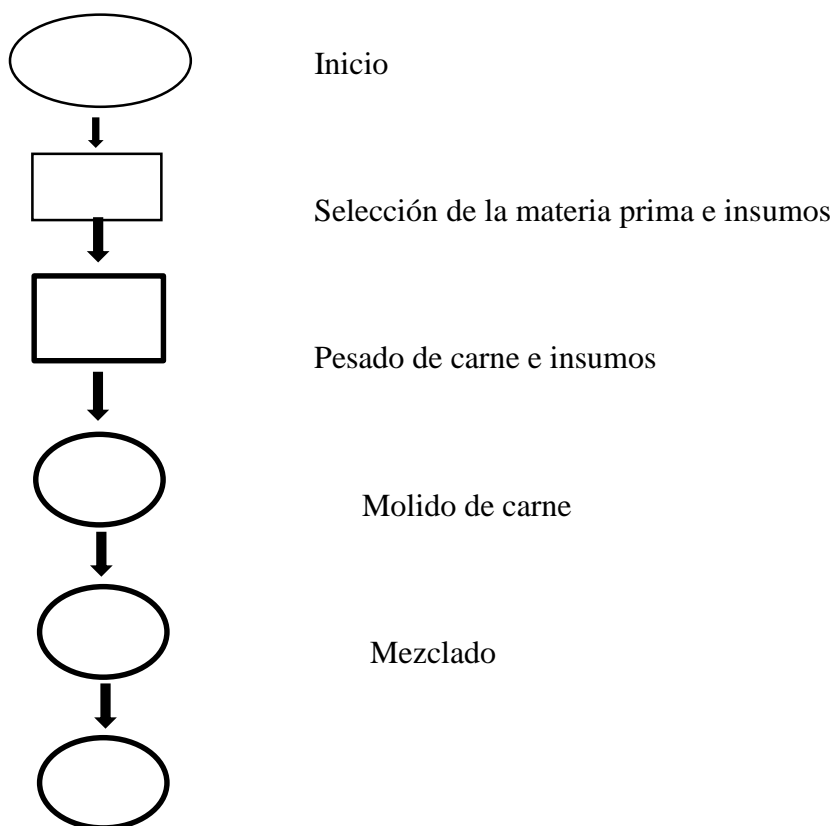 Inicio
Selección de la materia prima e insumos
Pesado de carne e insumos
Molido de carne
Mezclado